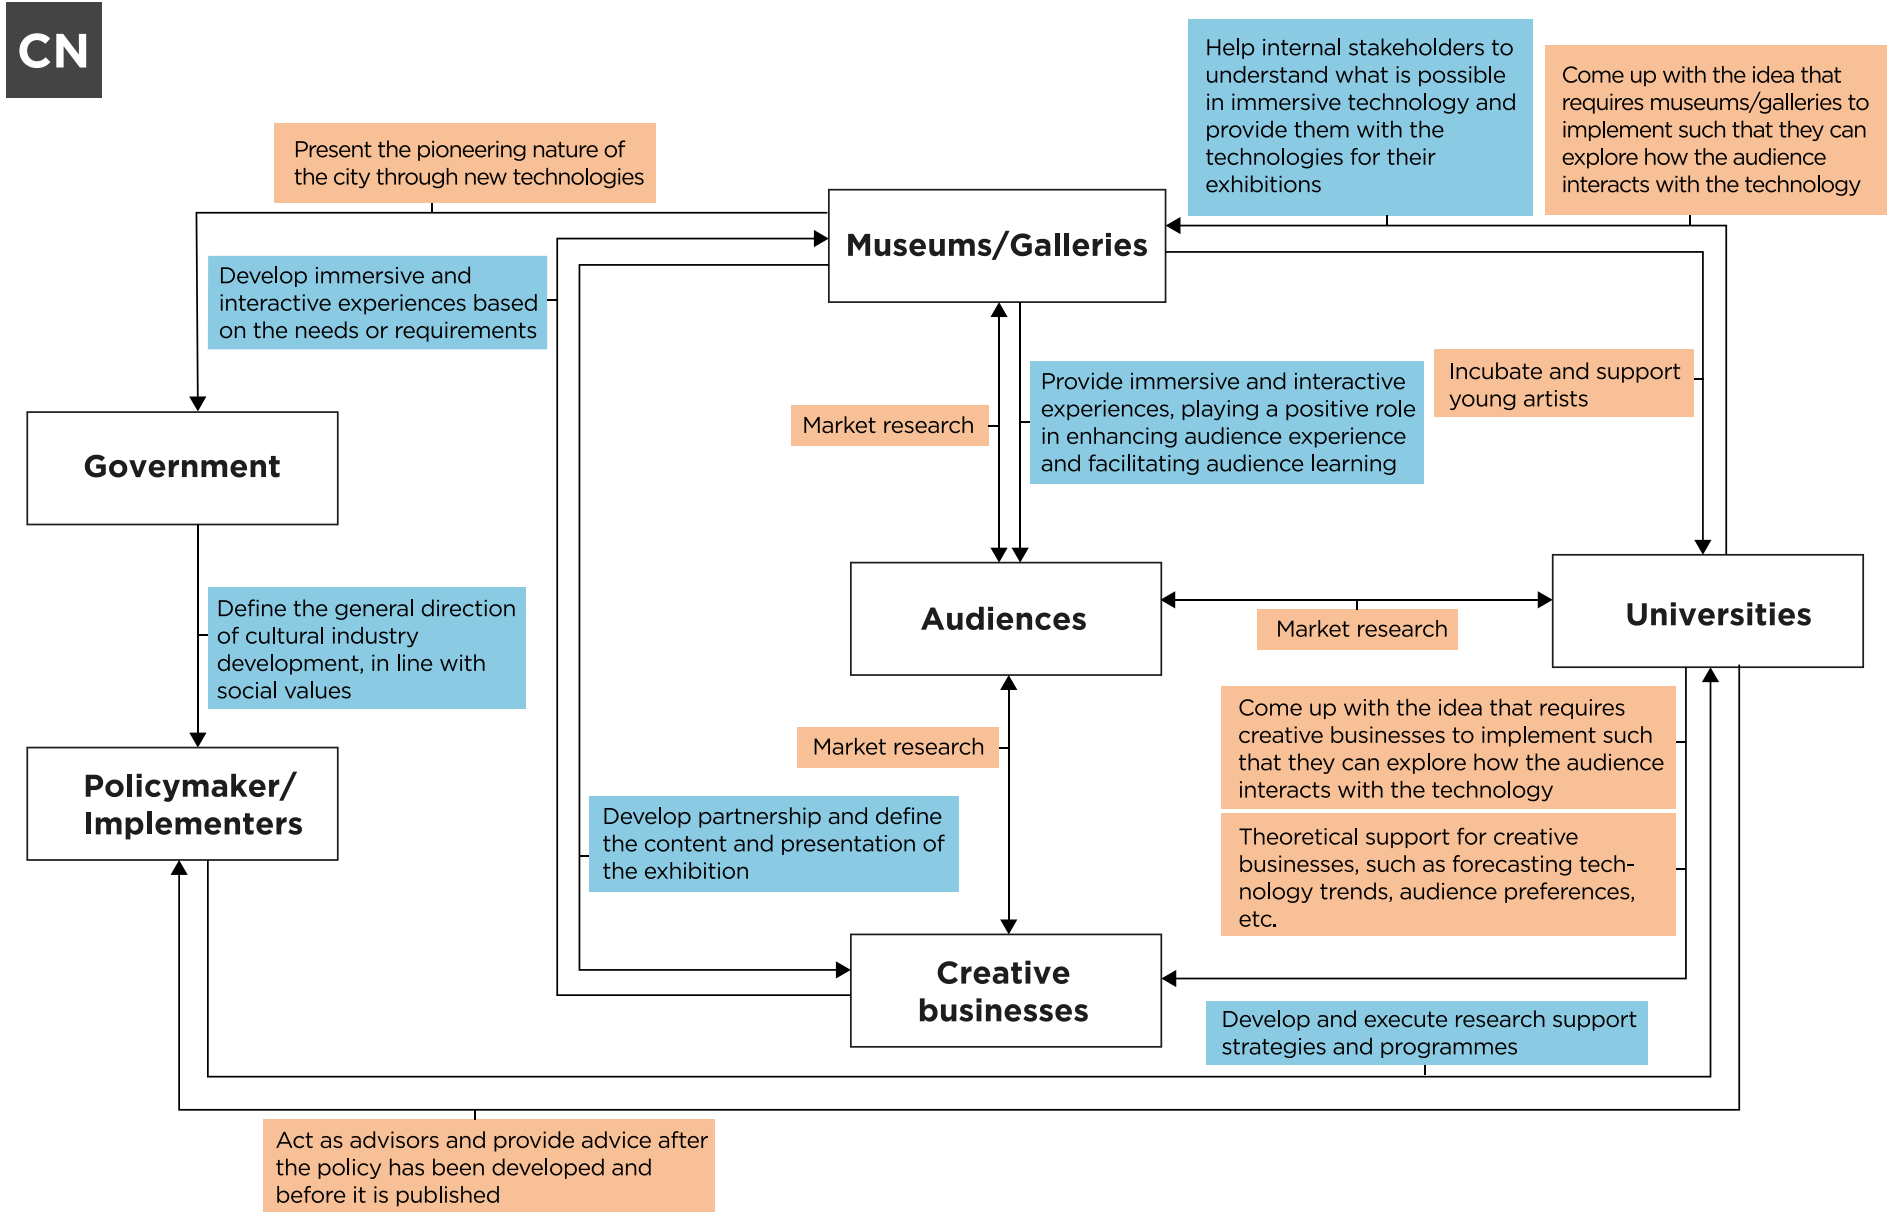 CN
Help internal stakeholders to
understand what is possible
in immersive technology and
provide them with the
technologies for their
exhibitions
Come up with the idea that
requires museums/galleries to
implement such that they can
explore how the audience
interacts with the technology
Present the pioneering nature of
the city through new technologies
Museums/Galleries
Develop immersive and
interactive experiences based
on the needs or requirements
Provide immersive and interactive
experiences, playing a positive role
in enhancing audience experience
and facilitating audience learning
Incubate and support
young artists
Market research
Government
Define the general direction
of cultural industry
development, in line with
social values
Audiences
Market research
Universities
Policymaker/
Implementers
Market research
Come up with the idea that requires
creative businesses to implement such
that they can explore how the audience
interacts with the technology
Develop partnership and define
the content and presentation of
the exhibition
Theoretical support for creative
businesses, such as forecasting tech-
nology trends, audience preferences,
etc.
Creative
businesses
Develop and execute research support
strategies and programmes
Act as advisors and provide advice after
the policy has been developed and
before it is published